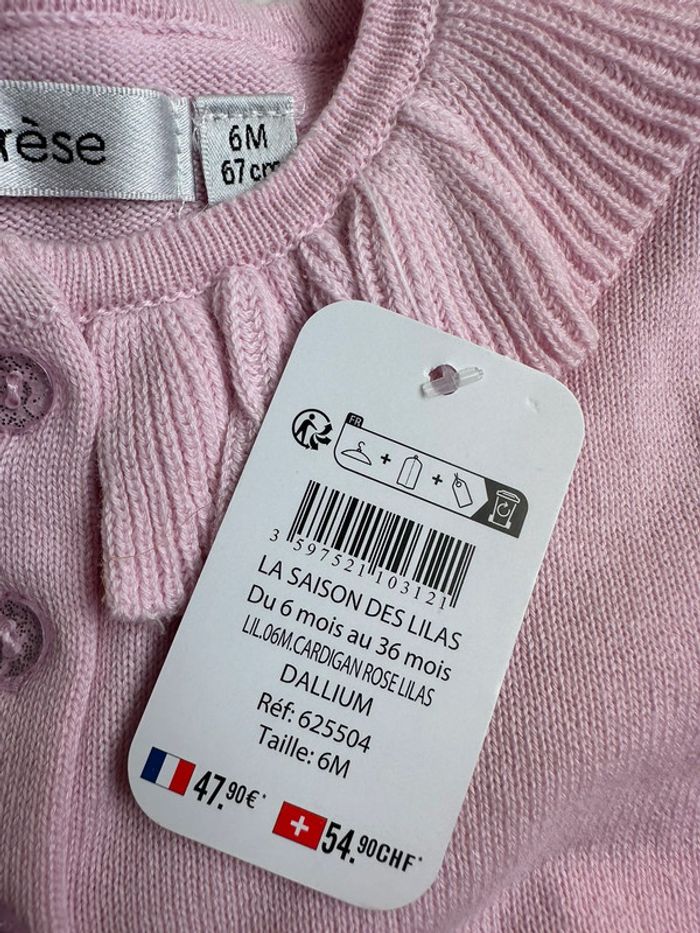 rèse
6M
67 cm
FR
+ +
3 597521 103121
LA SAISON DES LILAS
Du 6 mois au 36 mois
LIL.06M.CARDIGAN ROSE LILAS
DALLIUM
Réf: 625504
Taille: 6M
47.90€*
54.90CHF*